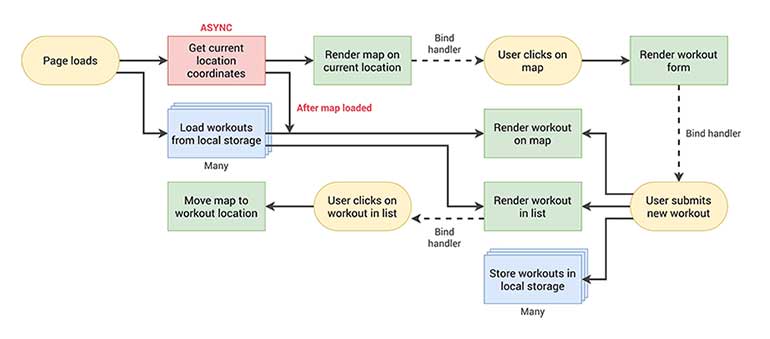 ASYNC
Page loads
Get current
location
coordinates
Render map on
current location
Bind
handler
User clicks on
map
Render workout
form
After map loaded
Bind handler
Load workouts
from local storage
Many
Render workout
on map
Move map to
workout location
User clicks on
workout in list
Bind
handler
Render workout
in list
User submits
new workout
Store workouts in
local storage
Many